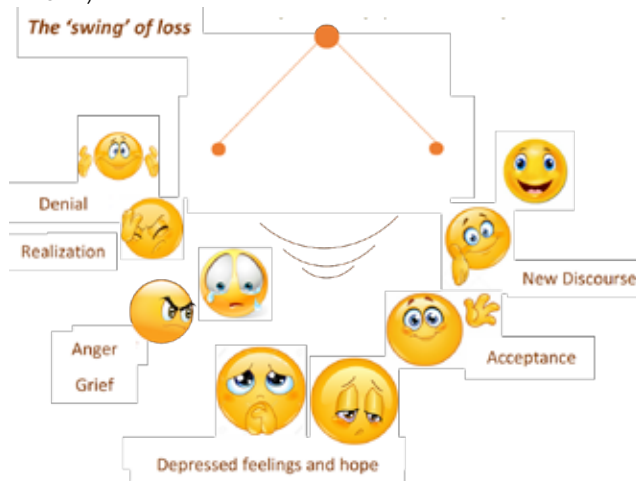 The 'swing' of loss
Denial
Realization
Anger
Grief
Depressed feelings and hope
Acceptance
New Discourse